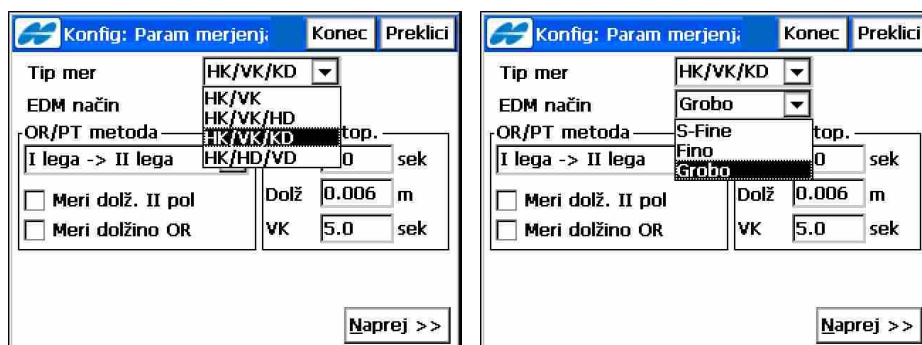 Konfig: Param merjenja Konec Preklici
Tip mer HK/VK/KD
EDM način HK/VK
HK/VK/HD
OR/PT metoda HK/VK/KD top.
I lega -> II lega HK/HD/VD 0 sek
Meri dolž. II pol Dolž 0.006 m
Meri dolžino OR VK 5.0 sek
Naprej >>
Konfig: Param merjenja Konec Preklici
Tip mer HK/VK/KD
EDM način Grobo
OR/PT metoda S-Fine top.
I lega -> II lega Fino 0 sek
Grobo
Meri dolž. II pol Dolž 0.006 m
Meri dolžino OR VK 5.0 sek
Naprej >>